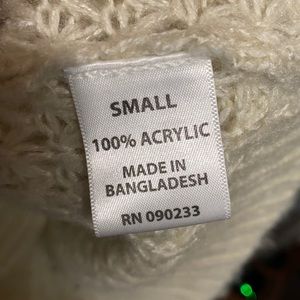 SMALL
100% ACRYLIC
MADE IN
BANGLADESH
RN 090233